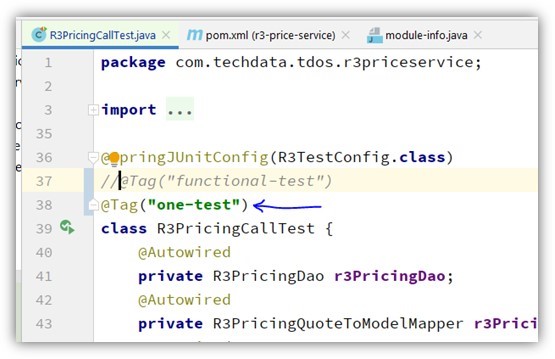 R3PricingCallTest.java × pom.xml (r3-price-service) × module-info.java ×
1 package com.techdata.tdos.r3priceservice;
2
3 import ...
35
36 @SpringJUnitConfig(R3TestConfig.class)
37 //@Tag("functional-test")
38 @Tag("one-test")
39 class R3PricingCallTest {
40 @Autowired
41 private R3PricingDao r3PricingDao;
42 @Autowired
43 private R3PricingQuoteToModelMapper r3Prici